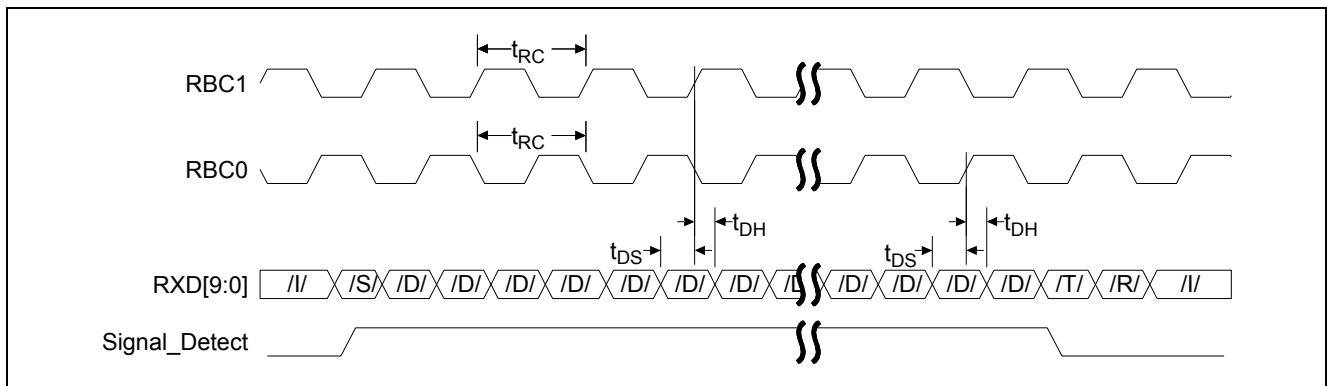 tRC
RBC1
tRC
RBC0
tDH tDH
tDS tDS
RXD[9:0] /I/ /S/ /D/ /D/ /D/ /D/ /D/ /D/ /D/ /D/ /D/ /D/ /D/ /T/ /R/ /I/
Signal_Detect